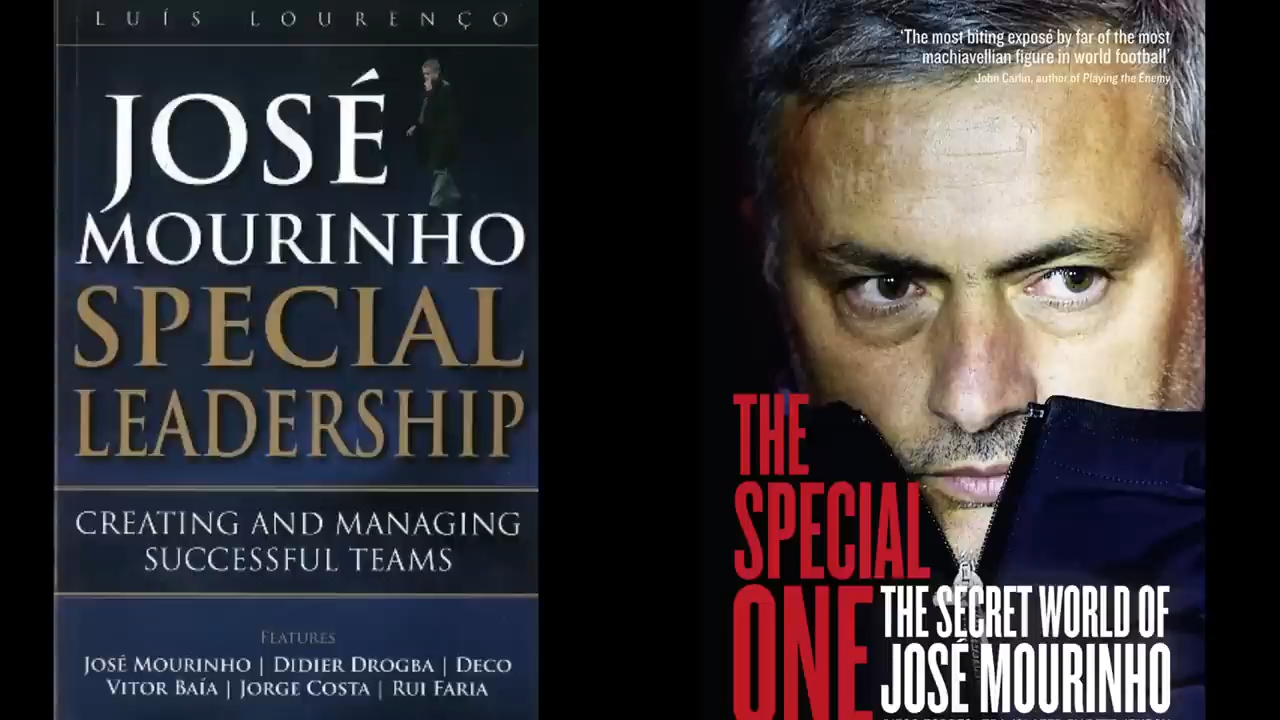 LUÍS LOURENÇO
JOSÉ
MOURINHO
SPECIAL
LEADERSHIP
CREATING AND MANAGING
SUCCESSFUL TEAMS
FEATURES
JOSÉ MOURINHO | DIDIER DROGBA | DECO
VITOR BAÍA | JORGE COSTA | RUI FARIA
‘The most biting exposé by far of the most
machiavellian figure in world football’
John Carlin, author of Playing the Enemy
THE
SPECIAL
ONE
THE SECRET WORLD OF
JOSÉ MOURINHO